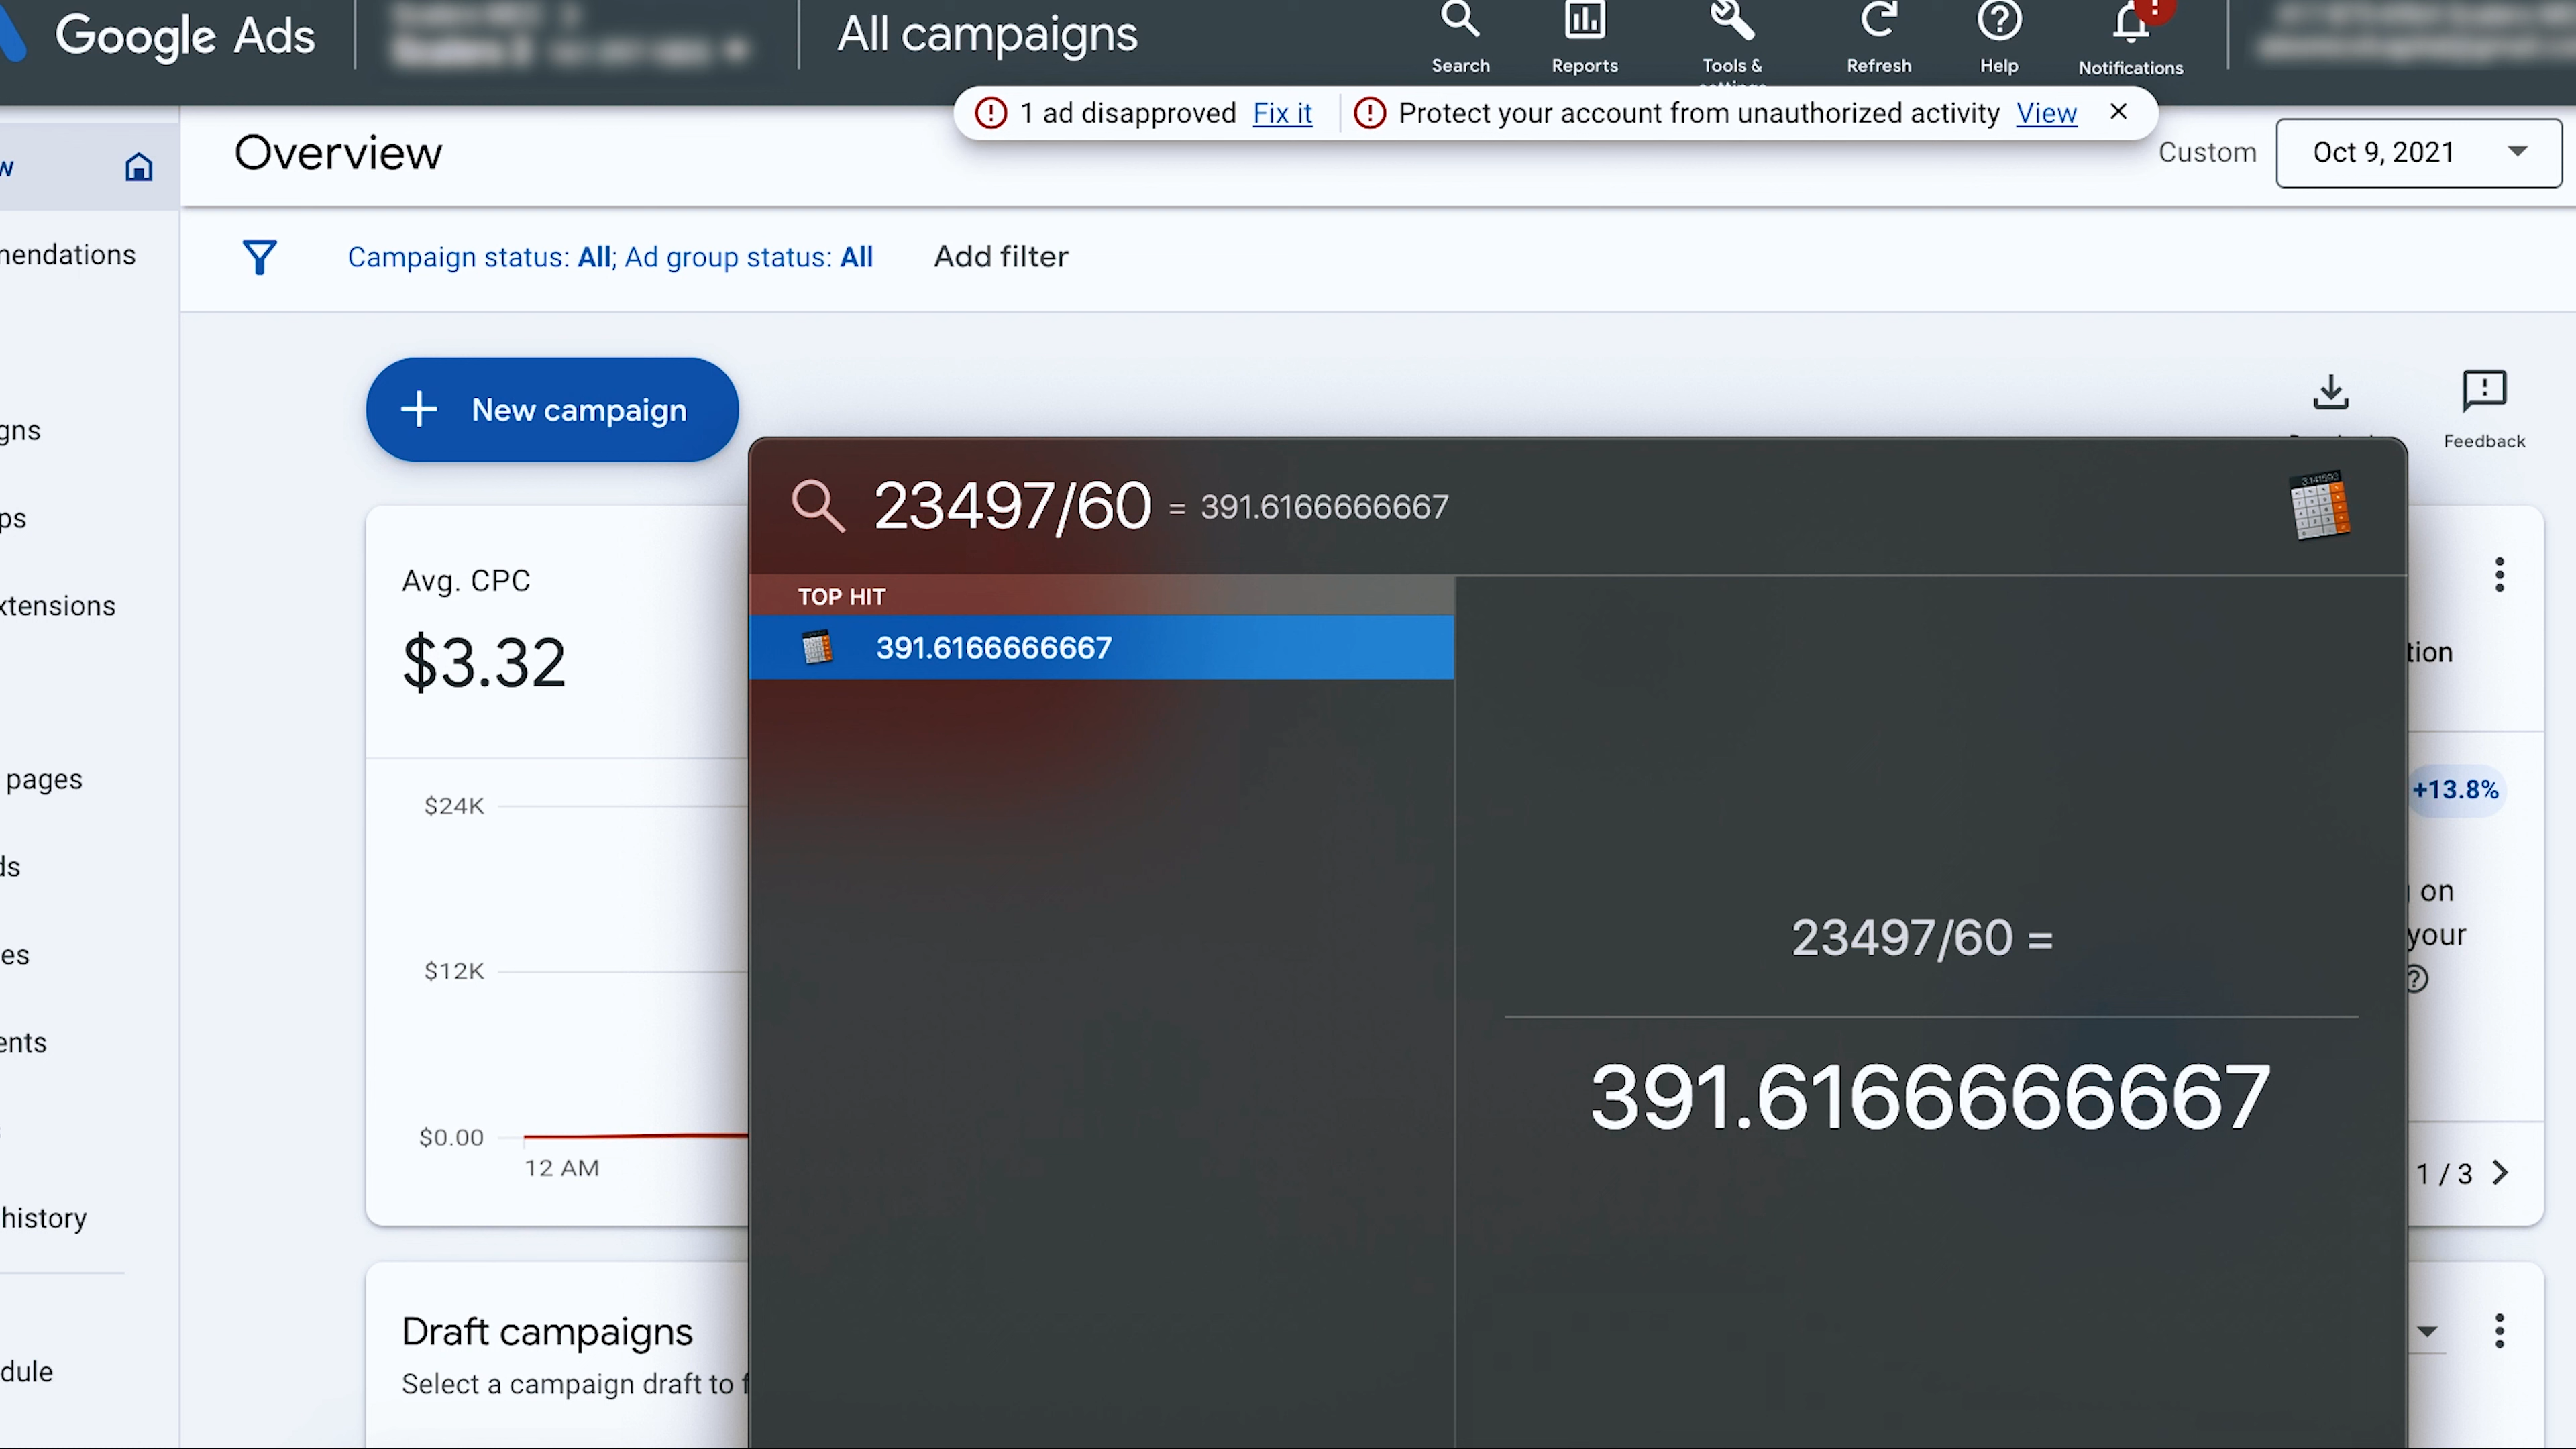 Google Ads
All campaigns
Search
Reports
Tools &
Refresh
Help
Notifications
1 ad disapproved Fix it
Protect your account from unauthorized activity View
Overview
Custom
Oct 9, 2021
w
nendations
Campaign status: All; Ad group status: All
Add filter
gns
New campaign
Feedback
ps
23497/60 = 391.6166666667
TOP HIT
391.6166666667
Avg. CPC
$3.32
xtensions
tion
pages
$24K
+13.8%
ds
on
your
23497/60 =
es
$12K
391.6166666667
ents
$0.00
12 AM
1 / 3
history
Draft campaigns
Select a campaign draft to f
dule